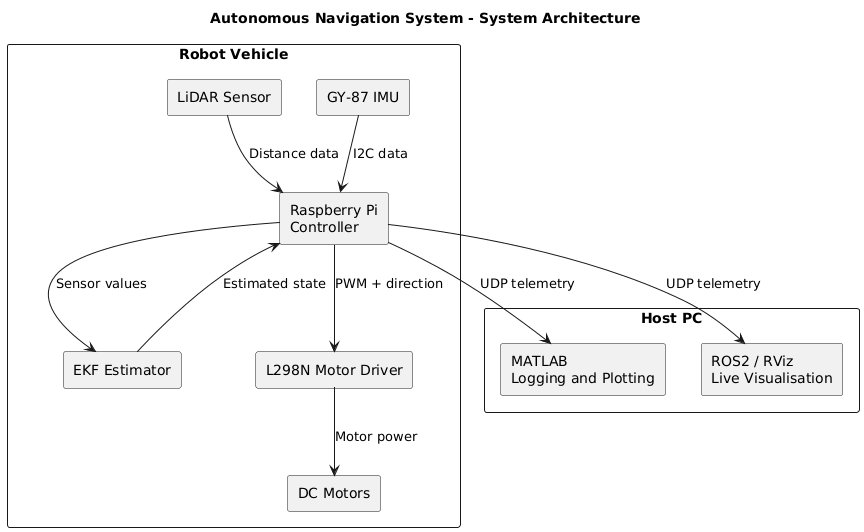 Autonomous Navigation System - System Architecture
Robot Vehicle
LiDAR Sensor
GY-87 IMU
Distance data
I2C data
Raspberry Pi
Controller
Sensor values
Estimated state
PWM + direction
UDP telemetry
UDP telemetry
Host PC
EKF Estimator
L298N Motor Driver
MATLAB
Logging and Plotting
ROS2 / RViz
Live Visualisation
Motor power
DC Motors